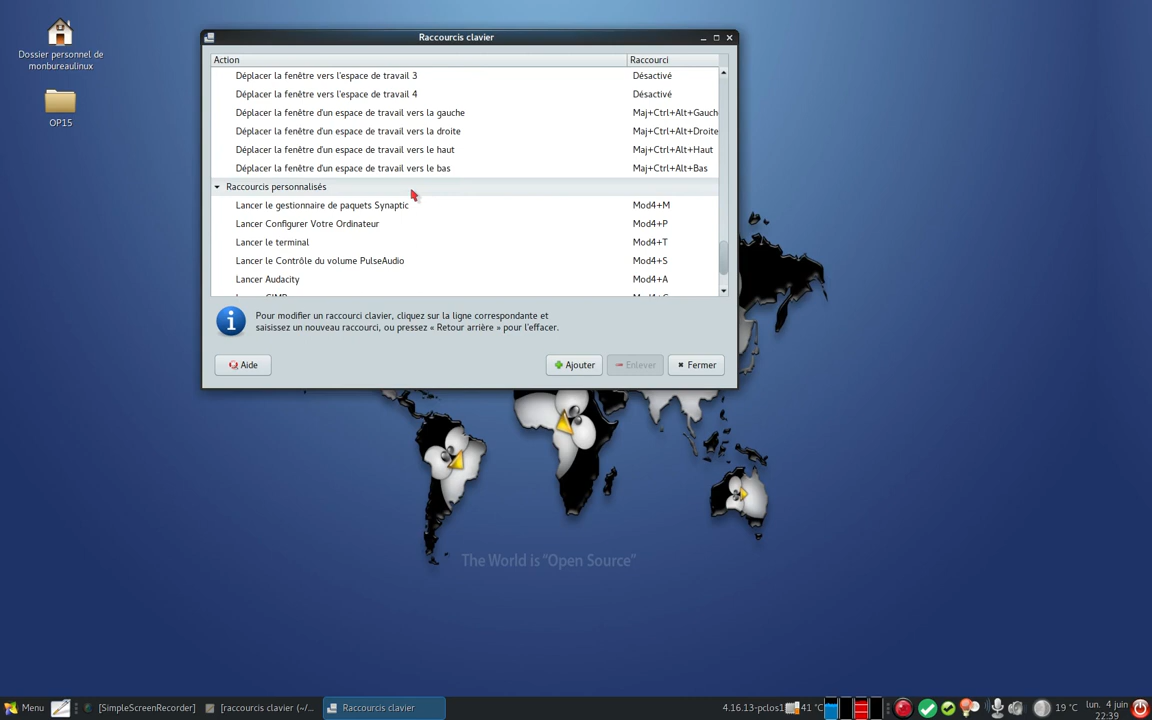 Dossier personnel de
monbureaulinux
OP15
Raccourcis clavier
Action Raccourci
Déplacer la fenêtre vers l'espace de travail 3 Désactivé
Déplacer la fenêtre vers l'espace de travail 4 Désactivé
Déplacer la fenêtre d'un espace de travail vers la gauche Maj+Ctrl+Alt+Gauch
Déplacer la fenêtre d'un espace de travail vers la droite Maj+Ctrl+Alt+Droite
Déplacer la fenêtre d'un espace de travail vers le haut Maj+Ctrl+Alt+Haut
Déplacer la fenêtre d'un espace de travail vers le bas Maj+Ctrl+Alt+Bas
Raccourcis personnalisés
Lancer le gestionnaire de paquets Synaptic Mod4+M
Lancer Configurer Votre Ordinateur Mod4+P
Lancer le terminal Mod4+T
Lancer le Contrôle du volume PulseAudio Mod4+S
Lancer Audacity Mod4+A
Pour modifier un raccourci clavier, cliquez sur la ligne correspondante et
saisissez un nouveau raccourci, ou pressez « Retour arrière » pour l'effacer.
Aide Ajouter Enlever Fermer
The World is "Open Source"
Menu [SimpleScreenRecorder] [raccourcis clavier (~/... Raccourcis clavier 4.16.13-pclos1 41 °C 19 °C lun. 4 juin
22:39